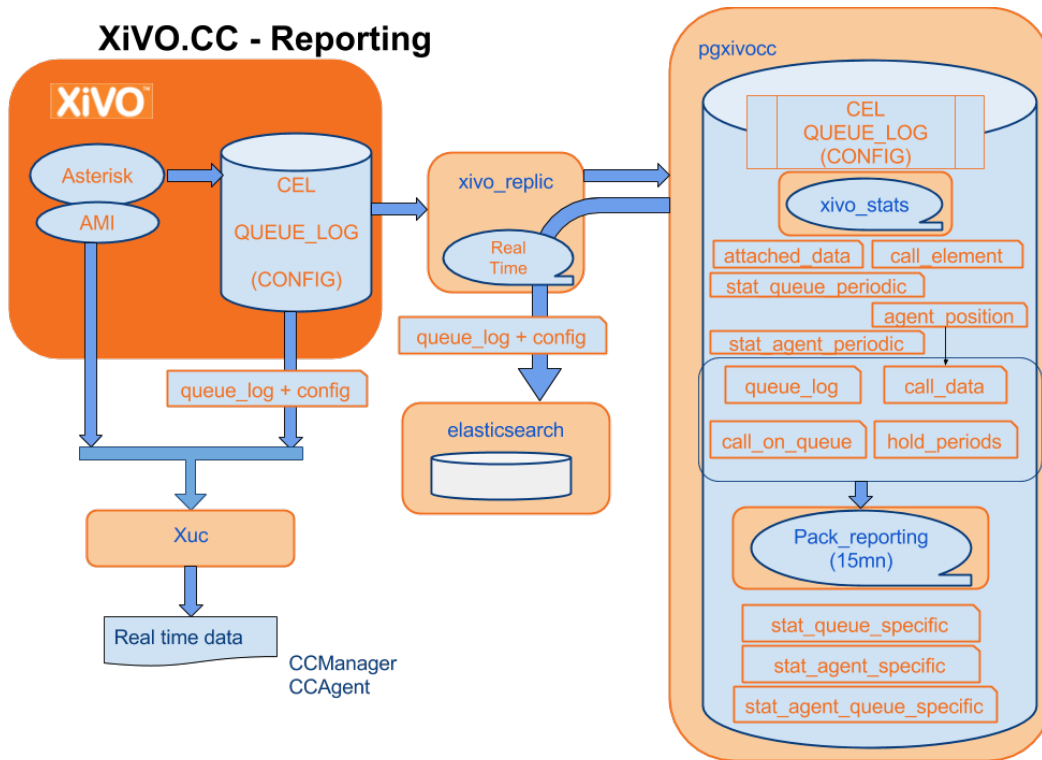 XiVO.CC - Reporting
XiVO™
Asterisk
AMI
CEL
QUEUE_LOG
(CONFIG)
queue_log + config
Xuc
Real time data
CCManager
CCAgent
xivo_replic
Real
Time
queue_log + config
elasticsearch
pgxivocc
CEL
QUEUE_LOG
(CONFIG)
xivo_stats
attached_data
call_element
stat_queue_periodic
agent_position
stat_agent_periodic
queue_log
call_data
call_on_queue
hold_periods
Pack_reporting
(15mn)
stat_queue_specific
stat_agent_specific
stat_agent_queue_specific